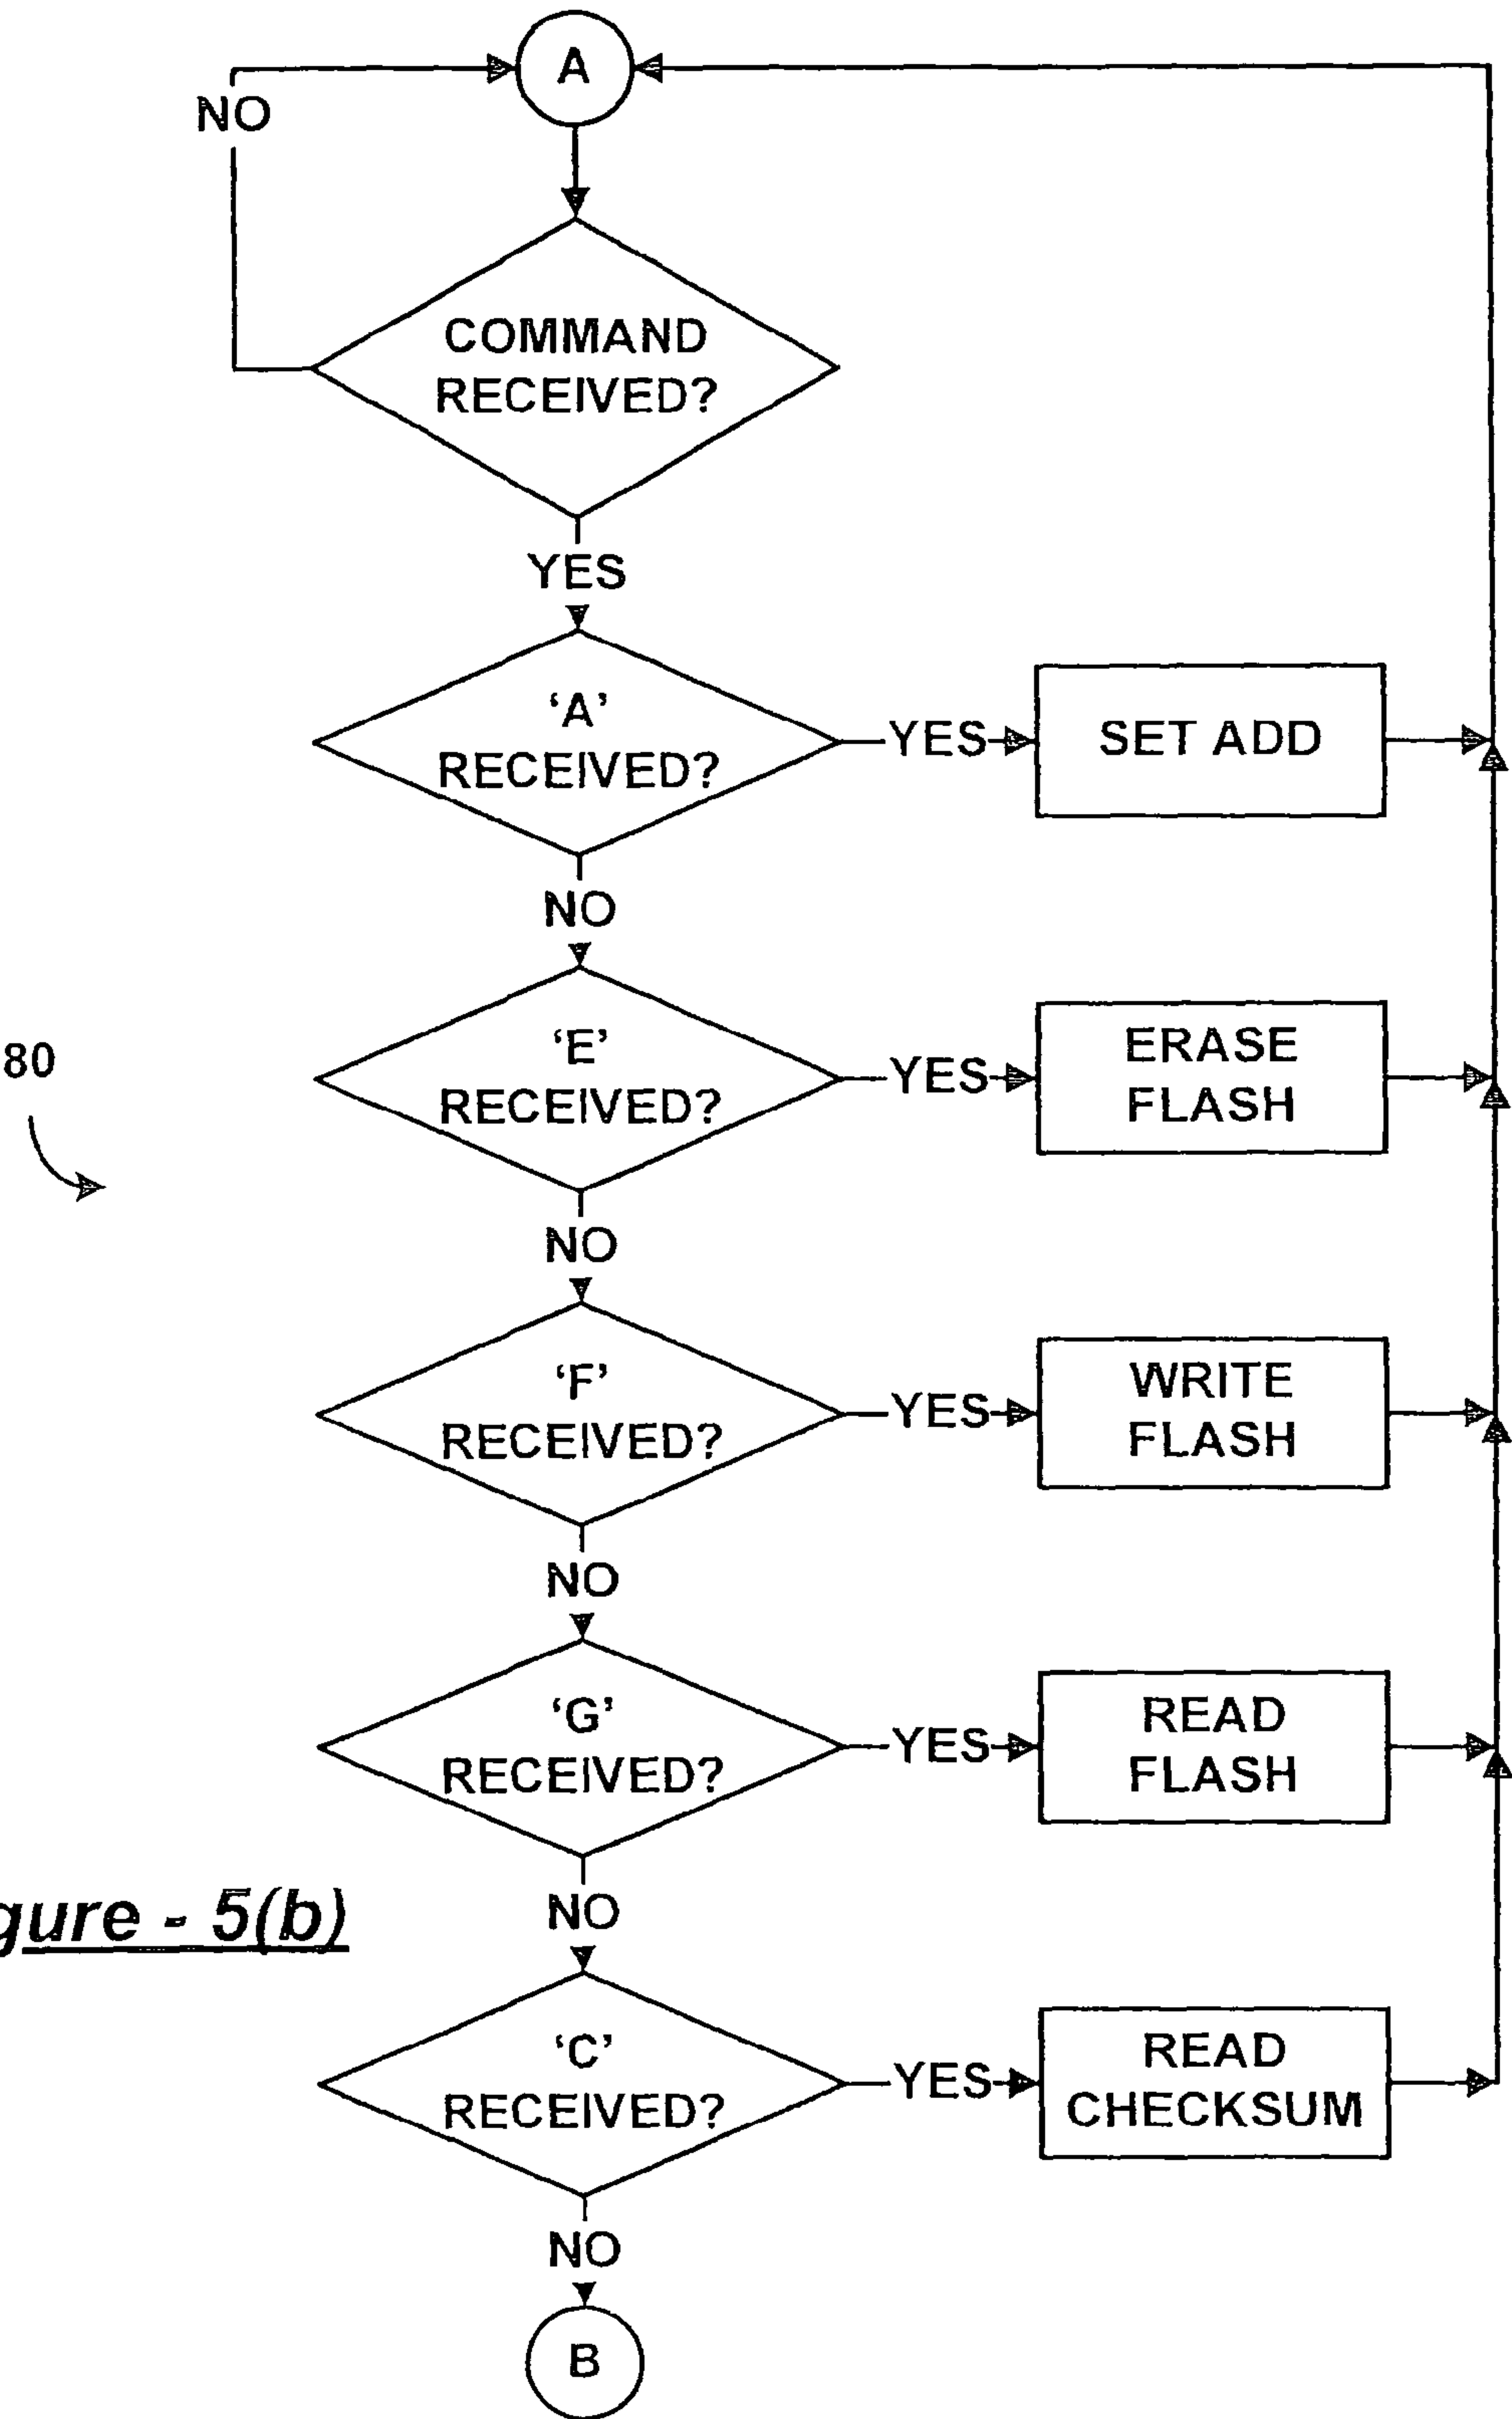 A
NO
COMMAND
RECEIVED?
YES
‘A’
RECEIVED?
YES
SET ADD
NO
80
‘E’
RECEIVED?
YES
ERASE
FLASH
NO
‘F’
RECEIVED?
YES
WRITE
FLASH
NO
‘G’
RECEIVED?
YES
READ
FLASH
NO
gure - 5(b)
‘C’
RECEIVED?
YES
READ
CHECKSUM
NO
B